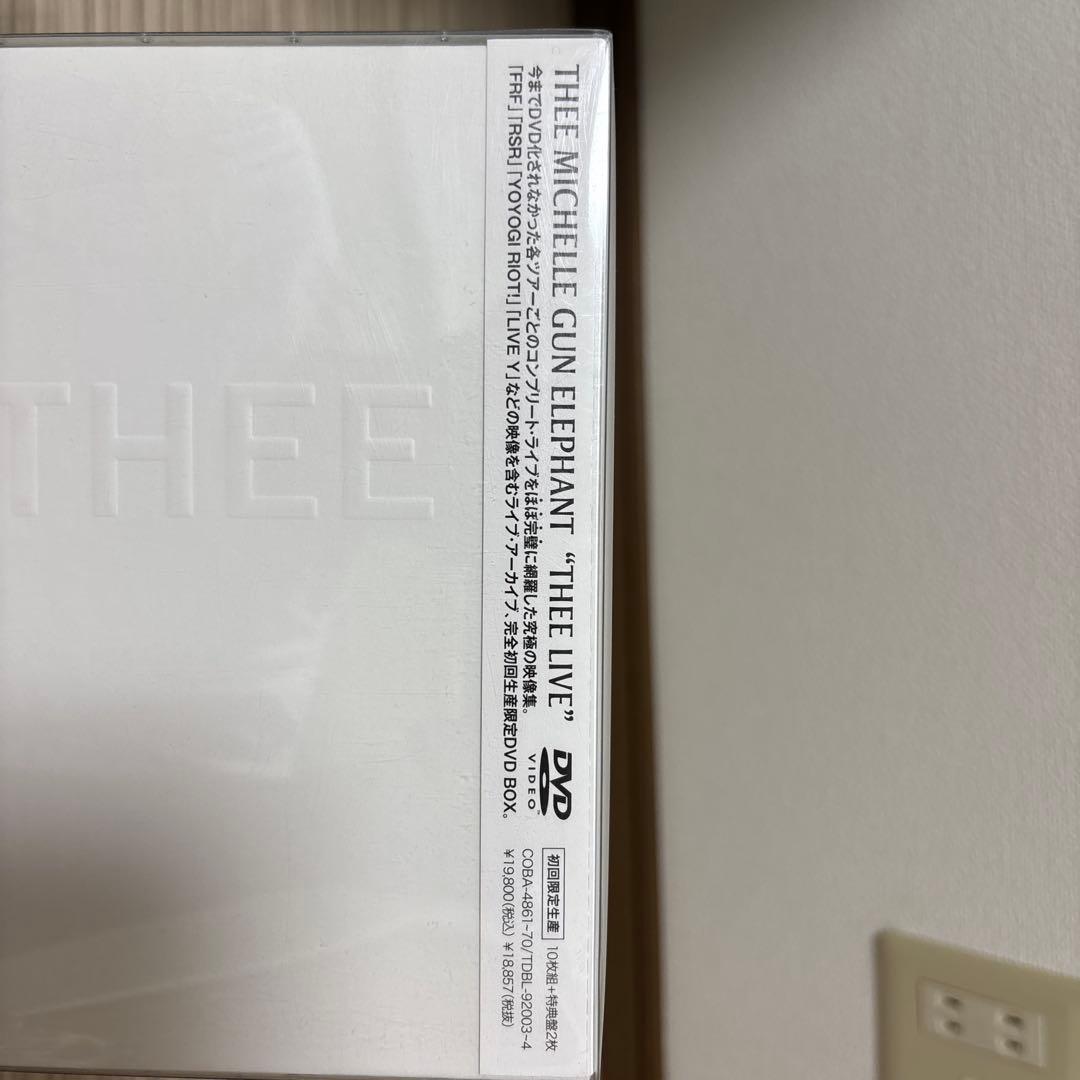 THEE MICHELLE GUN ELEPHANT “THEE LIVE”
今までDVD化されなかった各ツアーごとのコンプリート・ライブをほぼ完璧に網羅した究極の映像集。
「FRF」「RSR」「YOYOGI RIOT!」「LIVE Y」などの映像を含むライブ・アーカイブ、完全初回生産限定DVD BOX。
DVD
VIDEO™
初回限定生産 10枚組+特典盤2枚
COBA-4861~70/TDBL-92003~4
¥19,800(税込) ¥18,857(税抜)
THEE